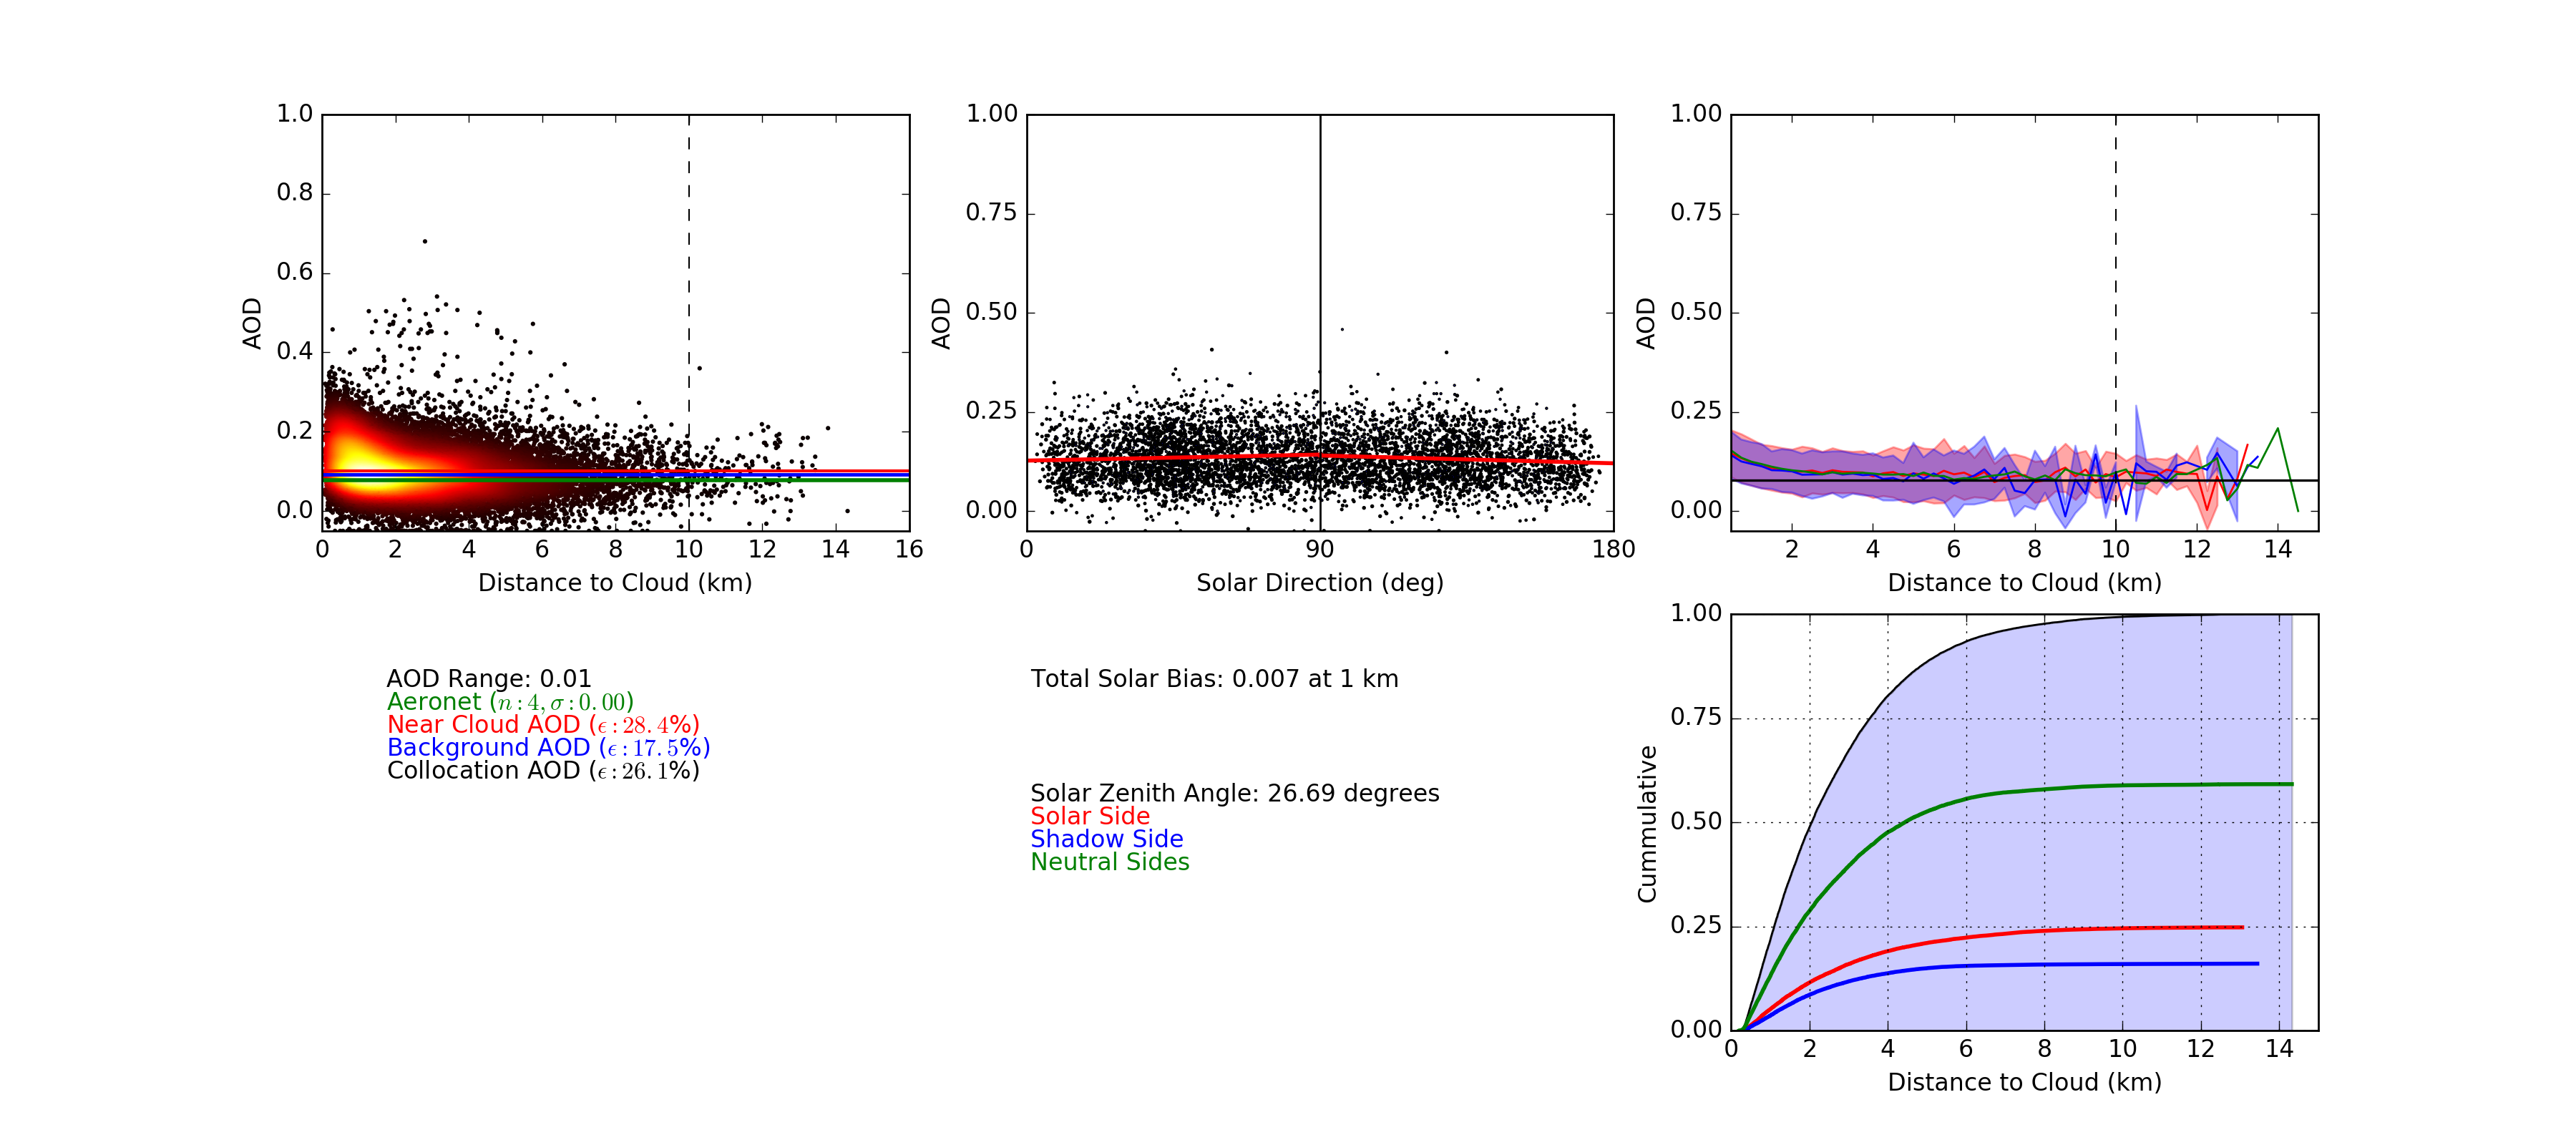 1.0
0.8
0.6
0.4
0.2
0.0
AOD
0 2 4 6 8 10 12 14 16
Distance to Cloud (km)
1.00
0.75
0.50
0.25
0.00
AOD
0 90 180
Solar Direction (deg)
1.00
0.75
0.50
0.25
0.00
AOD
2 4 6 8 10 12 14
Distance to Cloud (km)
AOD Range: 0.01
Aeronet (n : 4, σ : 0.00)
Near Cloud AOD (ϵ : 28.4%)
Background AOD (ϵ : 17.5%)
Collocation AOD (ϵ : 26.1%)
Total Solar Bias: 0.007 at 1 km
Solar Zenith Angle: 26.69 degrees
Solar Side
Shadow Side
Neutral Sides
1.00
0.75
0.50
0.25
0.00
Cummulative
0 2 4 6 8 10 12 14
Distance to Cloud (km)